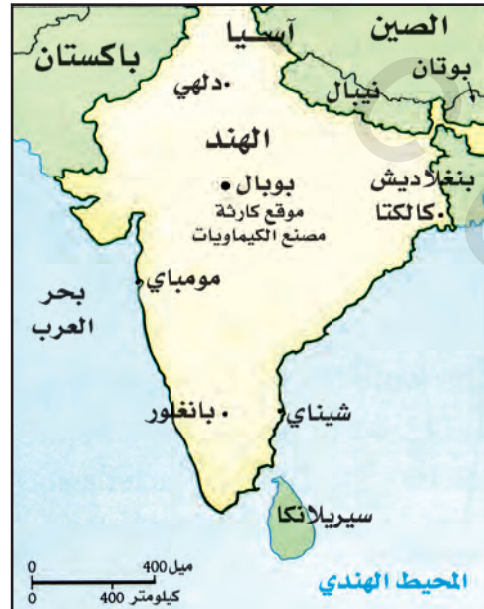 آسيا
الصين
باكستان
بوتان
نيبال
دلهي
الهند
بنغلاديش
بوبال
موقع كارثة
مصنع الكيماويات
كالكتا
مومباي
بحر
العرب
بانغلور
شيناي
سيريلانكا
0 400 ميل
0 400 كيلومتر
المحيط الهندي